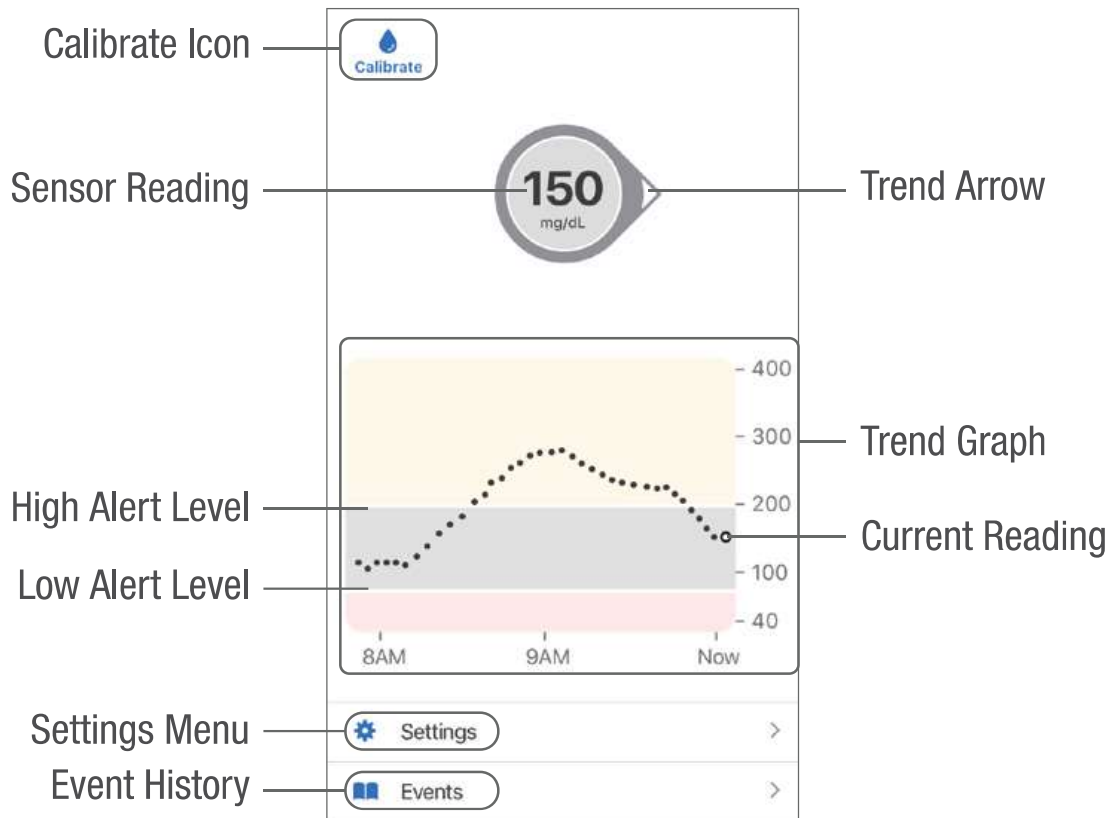 Calibrate Icon
Calibrate
Sensor Reading
150
mg/dL
Trend Arrow
400
300
Trend Graph
High Alert Level
200
Current Reading
Low Alert Level
100
40
8AM
9AM
Now
Settings Menu
Settings
Event History
Events